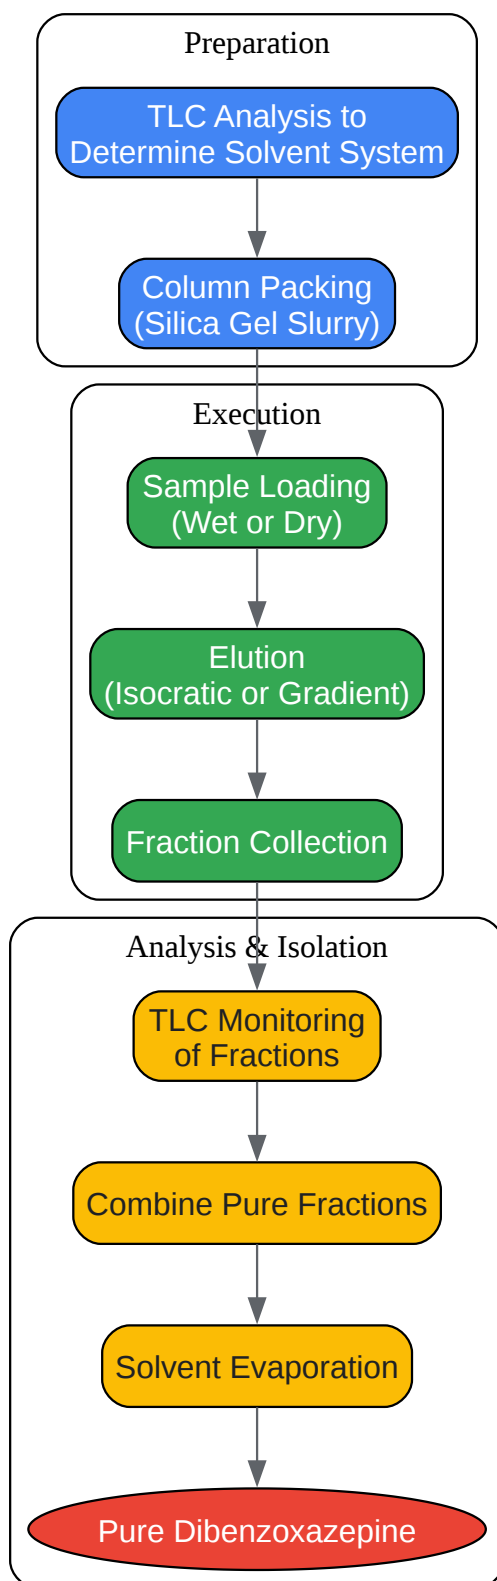 Preparation
TLC Analysis to
Determine Solvent System
Column Packing
(Silica Gel Slurry)
Execution
Sample Loading
(Wet or Dry)
Elution
(Isocratic or Gradient)
Fraction Collection
Analysis & Isolation
TLC Monitoring
of Fractions
Combine Pure Fractions
Solvent Evaporation
Pure Dibenzoxazepine